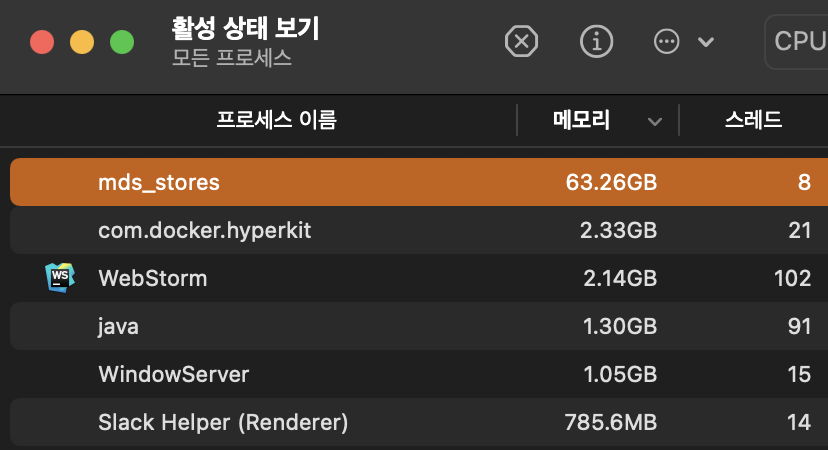 활성 상태 보기
모든 프로세스
CPU
프로세스 이름 메모리 스레드
mds_stores 63.26GB 8
com.docker.hyperkit 2.33GB 21
WS WebStorm 2.14GB 102
java 1.30GB 91
WindowServer 1.05GB 15
Slack Helper (Renderer) 785.6MB 14